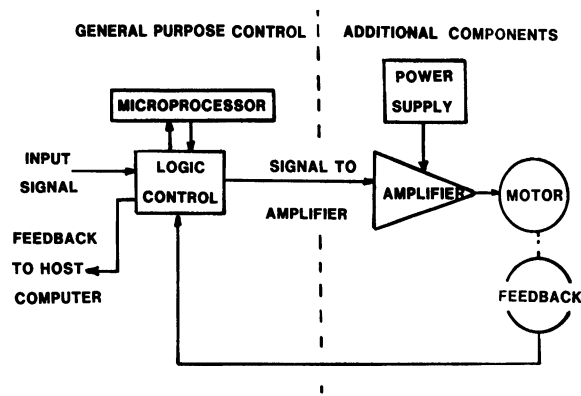 GENERAL PURPOSE CONTROL
ADDITIONAL COMPONENTS
MICROPROCESSOR
POWER
SUPPLY
INPUT
SIGNAL
LOGIC
CONTROL
SIGNAL TO
AMPLIFIER
AMPLIFIER
MOTOR
FEEDBACK
TO HOST
COMPUTER
FEEDBACK